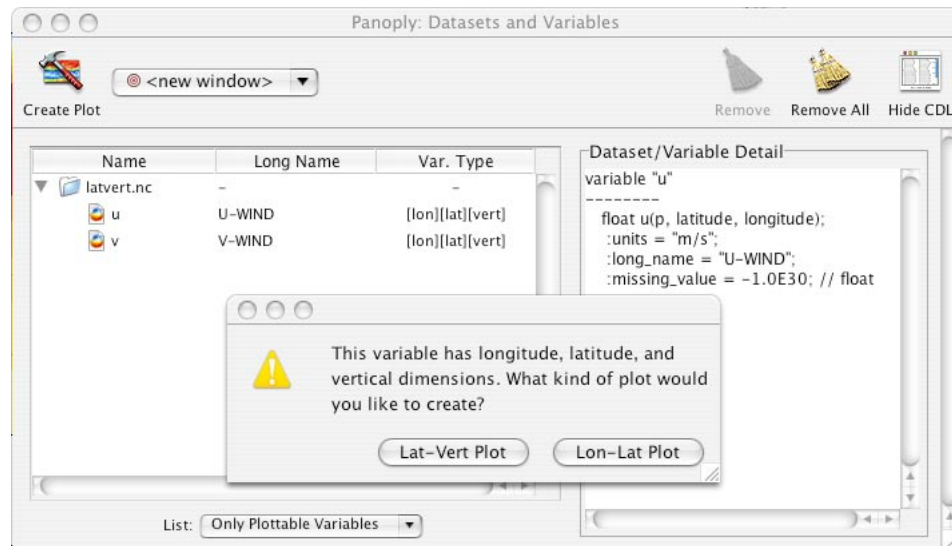 Panoply: Datasets and Variables
<new window>
Create Plot
Remove
Remove All
Hide CDL
Name
Long Name
Var. Type
latvert.nc
-
-
u
U-WIND
[lon][lat][vert]
v
V-WIND
[lon][lat][vert]
Dataset/Variable Detail
variable "u"
--------
float u(p, latitude, longitude);
:units = "m/s";
:long_name = "U-WIND";
:missing_value = -1.0E30; // float
This variable has longitude, latitude, and
vertical dimensions. What kind of plot would
you like to create?
Lat-Vert Plot
Lon-Lat Plot
List:
Only Plottable Variables